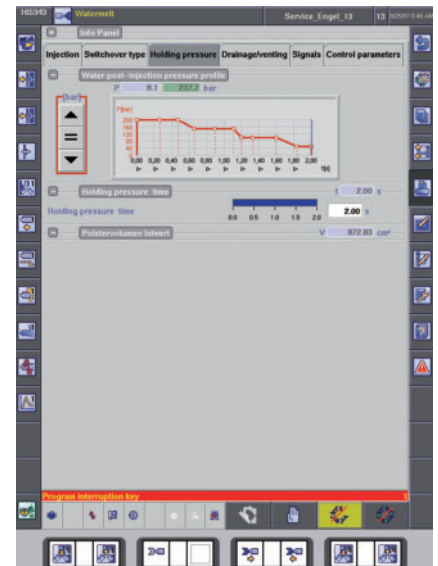 165343 Watermelt Service_Engel_13 13
Info Panel
Injection Switchover type Holding pressure Drainage/venting Signals Control parameters
Water post-injection pressure profile
P 8.1 237.2 bar
[bar]
P[bar]
200
160
120
80
40
0,00 0,20 0,40 0,60 0,80 1,00 1,20 1,40 1,60 1,80 2,00 t[s]
Holding pressure time t 2.00 s
Holding pressure time 0.0 0.5 1.0 1.5 2.0 2.00 s
Polstervolumen Istwert V 872.83 cm³
Program interruption key 1